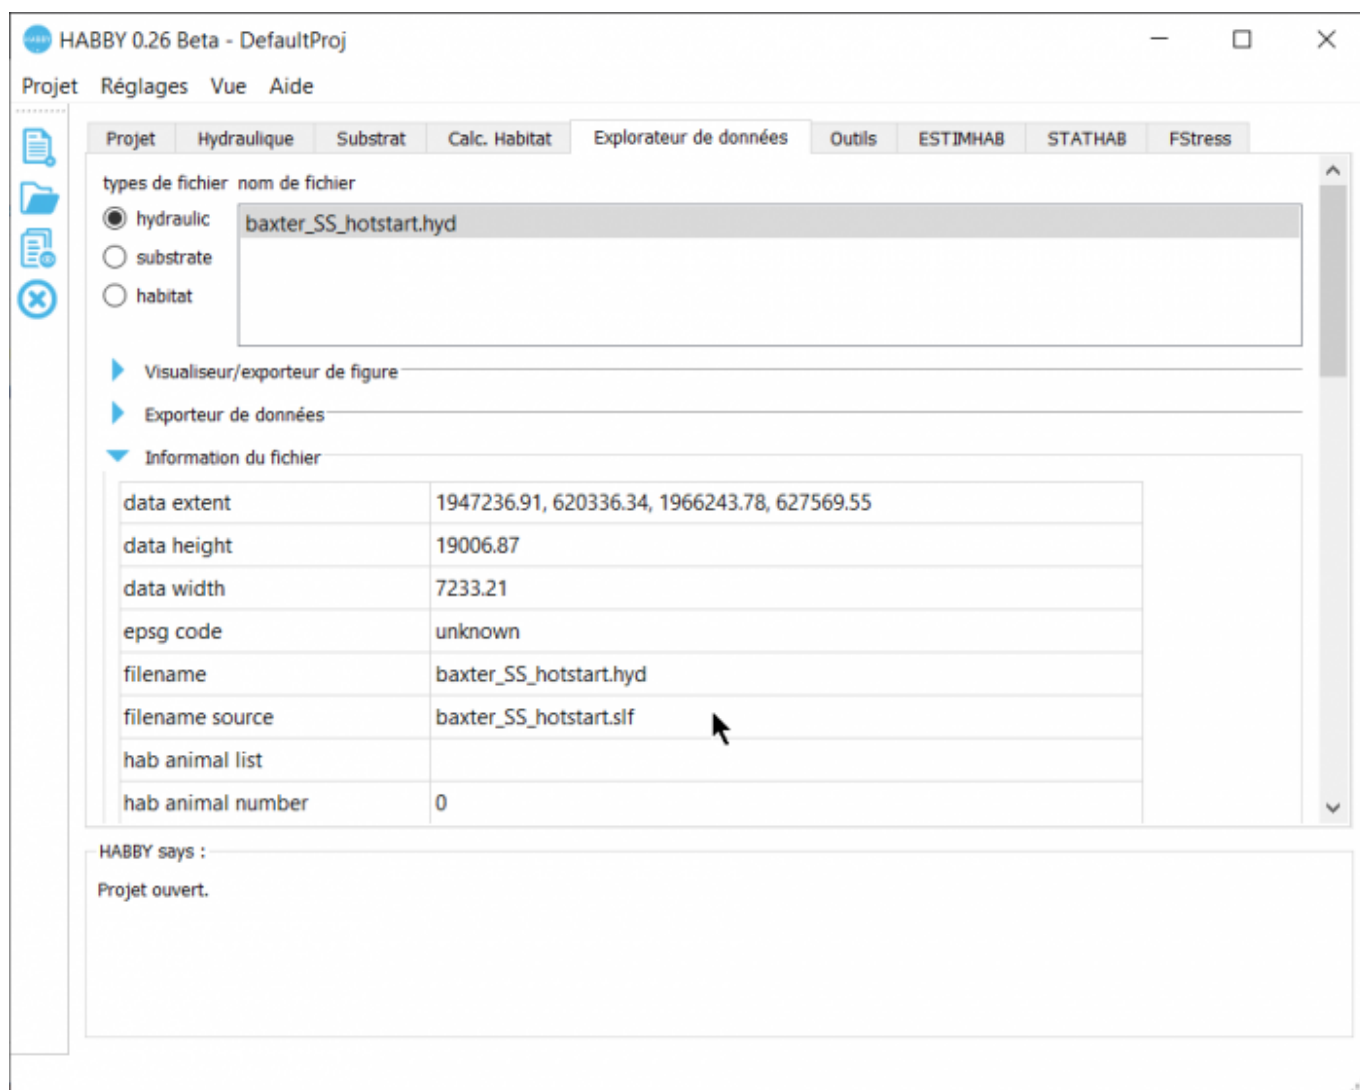 HABBY 0.26 Beta - DefaultProj
Projet Réglages Vue Aide
Projet Hydraulique Substrat Calc. Habitat Explorateur de données Outils ESTIMHAB STATHAB FStress
types de fichier nom de fichier
hydraulic baxter_SS_hotstart.hyd
substrate
habitat
Visualiseur/exporteur de figure
Exporteur de données
Information du fichier
data extent 1947236.91, 620336.34, 1966243.78, 627569.55
data height 19006.87
data width 7233.21
epsg code unknown
filename baxter_SS_hotstart.hyd
filename source baxter_SS_hotstart.slf
hab animal list
hab animal number 0
HABBY says :
Projet ouvert.